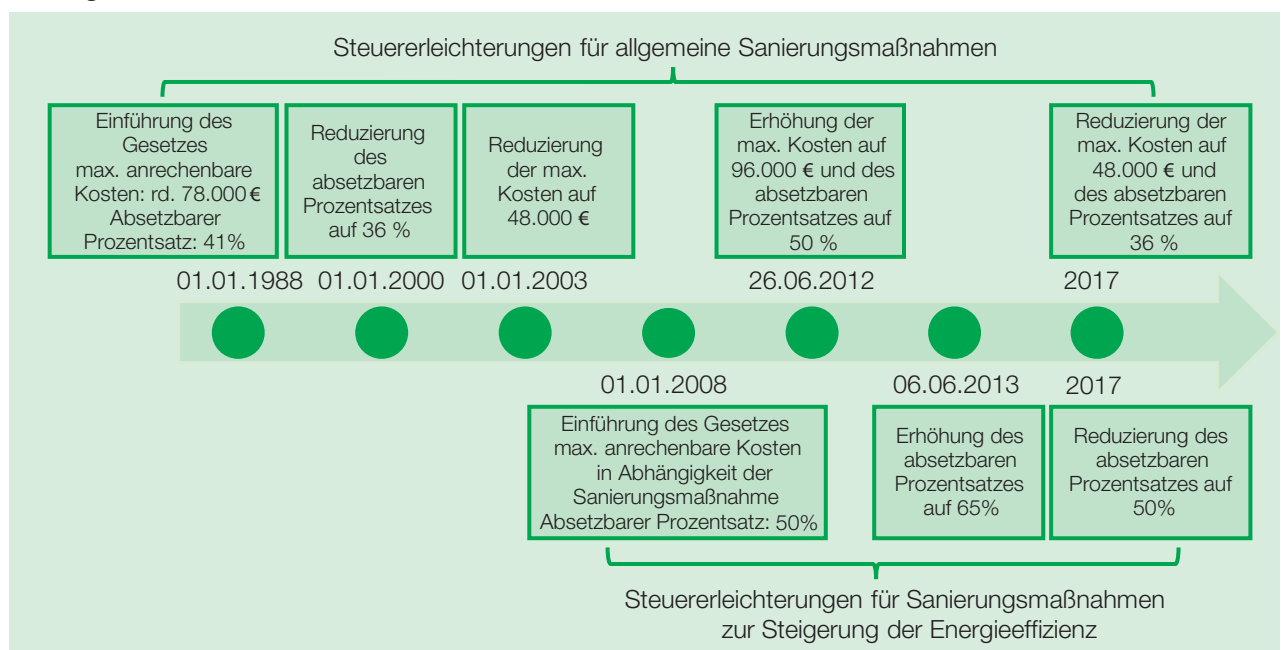 Steuererleichterungen für allgemeine Sanierungsmaßnahmen
Einführung des
Gesetzes
max. anrechenbare
Kosten: rd. 78.000 €
Absetzbarer
Prozentsatz: 41%
Reduzierung
des
absetzbaren
Prozentsatzes
auf 36 %
Reduzierung
der max.
Kosten auf
48.000 €
Erhöhung der
max. Kosten auf
96.000 € und des
absetzbaren
Prozentsatzes auf
50 %
Reduzierung der
max. Kosten auf
48.000 € und
des absetzbaren
Prozentsatzes auf
36 %
01.01.1988 01.01.2000 01.01.2003 26.06.2012 2017
01.01.2008 06.06.2013 2017
Einführung des Gesetzes
max. anrechenbare Kosten
in Abhängigkeit der
Sanierungsmaßnahme
Absetzbarer Prozentsatz: 50%
Erhöhung des
absetzbaren
Prozentsatzes
auf 65%
Reduzierung des
absetzbaren
Prozentsatzes auf
50%
Steuererleichterungen für Sanierungsmaßnahmen
zur Steigerung der Energieeffizienz